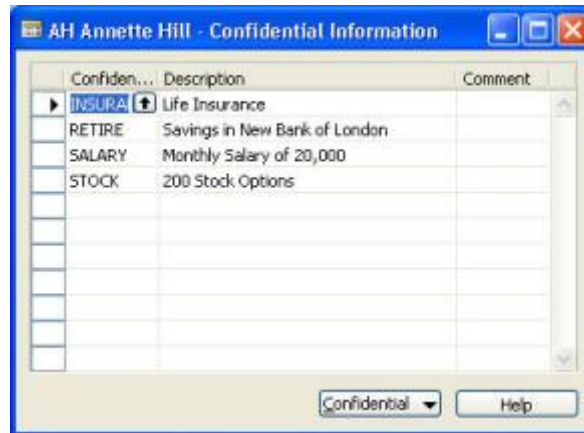 AH Annette Hill - Confidential Information
Confiden... Description Comment
INSURA Life Insurance
RETIRE Savings in New Bank of London
SALARY Monthly Salary of 20,000
STOCK 200 Stock Options
Confidential Help